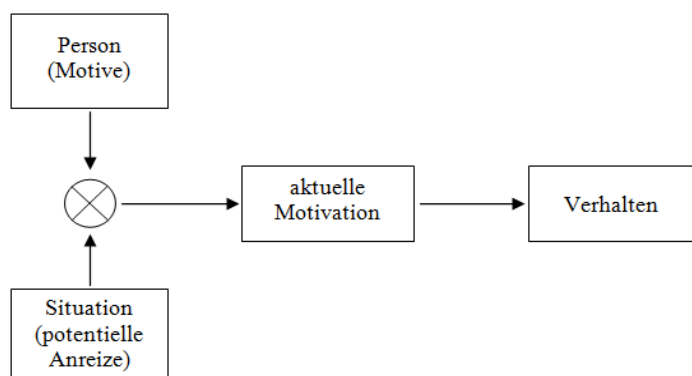 Person
(Motive)
aktuelle
Motivation
Verhalten
Situation
(potentielle
Anreize)